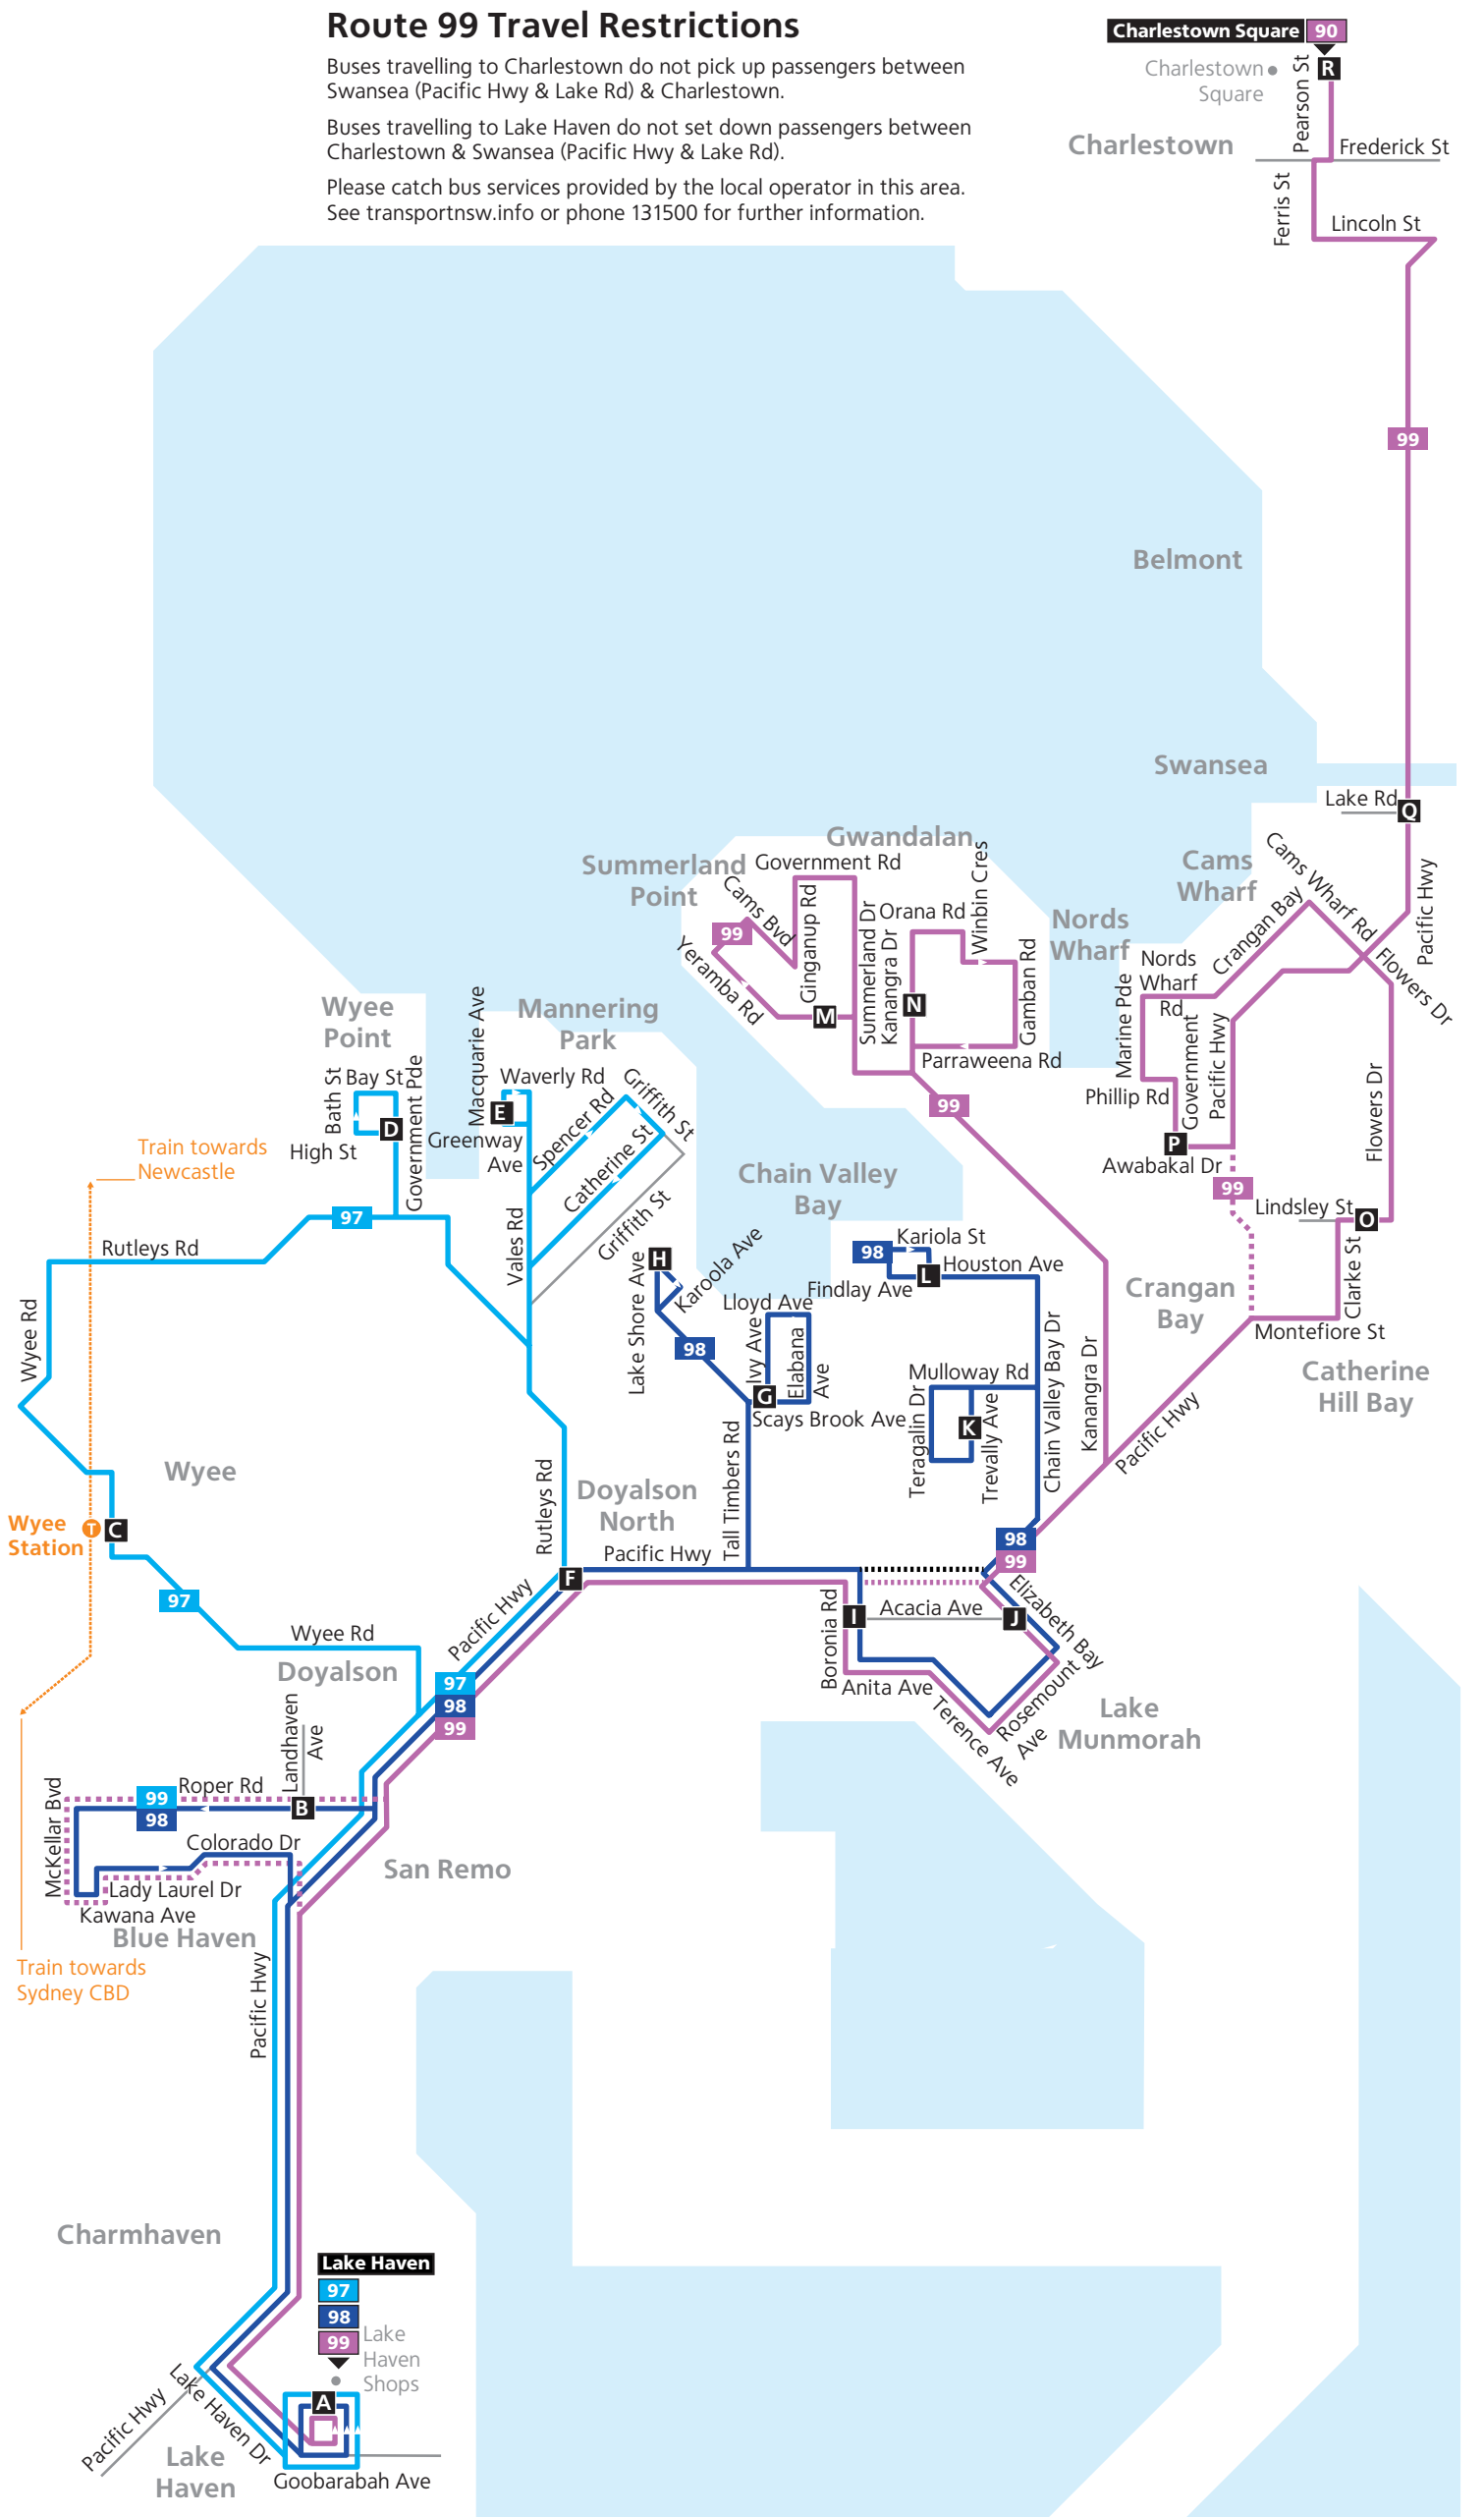 Route 99 Travel Restrictions
Buses travelling to Charlestown do not pick up passengers between
Swansea (Pacific Hwy & Lake Rd) & Charlestown.
Buses travelling to Lake Haven do not set down passengers between
Charlestown & Swansea (Pacific Hwy & Lake Rd).
Please catch bus services provided by the local operator in this area.
See transportnsw.info or phone 131500 for further information.
Charlestown Square 90
Charlestown
Square
R
Pearson St
Charlestown
Frederick St
Ferris St
Lincoln St
99
Belmont
Swansea
Lake Rd
Q
Gwandalan
Summerland
Point
Government Rd
Cams Bvd
99
Yeramba Rd
Ginganup Rd
M
Summerland Dr
Kanangra Dr
Orana Rd
Winbin Cres
N
Gamban Rd
Parraweena Rd
99
Nords
Wharf
Cams
Wharf
Cams Wharf Rd
Crangan Bay
Pacific Hwy
Flowers Dr
Nords
Wharf
Rd
Marine Pde
Government
Pacific Hwy
Phillip Rd
P
Awabakal Dr
99
Flowers Dr
Lindsley St
O
Clarke St
Montefiore St
Crangan
Bay
Catherine
Hill Bay
Wyee
Point
Bath St
Bay St
D
Government Pde
High St
Mannering
Park
Macquarie Ave
Waverly Rd
E
Greenway
Ave
Spencer Rd
Griffith St
Catherine St
Griffith St
Vales Rd
Train towards
Newcastle
97
Rutleys Rd
Wyee Rd
Wyee
Wyee
Station
T
C
97
Wyee Rd
Rutleys Rd
Chain Valley
Bay
H
Lake Shore Ave
Karoola Ave
98
Lloyd Ave
Ivy Ave
Elabana
Ave
G
Scays Brook Ave
Tall Timbers Rd
98
Kariola St
L
Houston Ave
Findlay Ave
Mulloway Rd
Teragalin Dr
K
Trevally Ave
Chain Valley Bay Dr
Kanangra Dr
Pacific Hwy
Doyalson
North
Pacific Hwy
F
98
99
Boronia Rd
I
Acacia Ave
J
Elizabeth Bay
Anita Ave
Terence Ave
Rosemount
Ave
Lake
Munmorah
Pacific Hwy
Doyalson
97
98
99
Landhaven
Ave
Roper Rd
99
98
B
McKellar Bvd
Colorado Dr
Lady Laurel Dr
Kawana Ave
Blue Haven
San Remo
Train towards
Sydney CBD
Pacific Hwy
Charmhaven
Lake Haven
97
98
99
Lake
Haven
Shops
A
Lake Haven Dr
Pacific Hwy
Lake
Haven
Goobarabah Ave